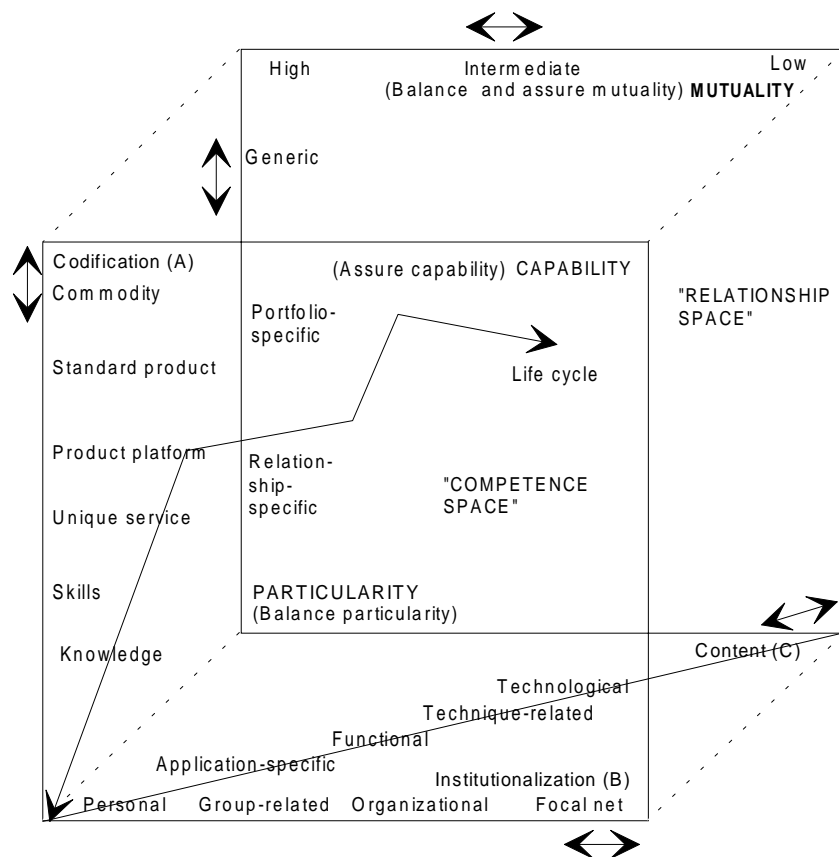 High Intermediate Low
(Balance and assure mutuality) MUTUALITY
Generic
Codification (A)
(Assure capability) CAPABILITY
Commodity
"RELATIONSHIP
SPACE"
Portfolio-
specific
Standard product
Life cycle
Product platform
Relation-
ship-
specific
"COMPETENCE
SPACE"
Unique service
Skills
PARTICULARITY
(Balance particularity)
Knowledge
Content (C)
Technological
Technique-related
Functional
Application-specific
Institutionalization (B)
Personal Group-related Organizational Focal net